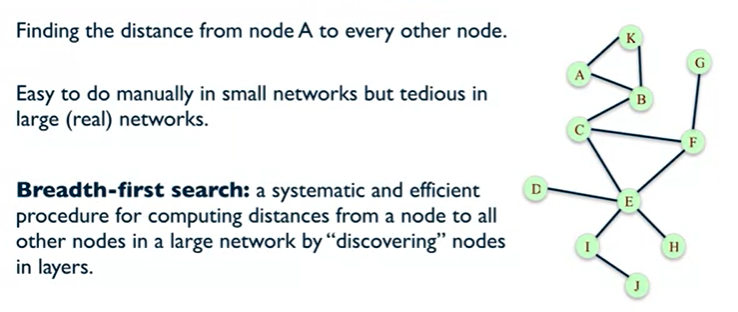 Finding the distance from node A to every other node.
Easy to do manually in small networks but tedious in
large (real) networks.
Breadth-first search: a systematic and efficient
procedure for computing distances from a node to all
other nodes in a large network by “discovering” nodes
in layers.
K
G
A
B
C
F
D
E
I
H
J